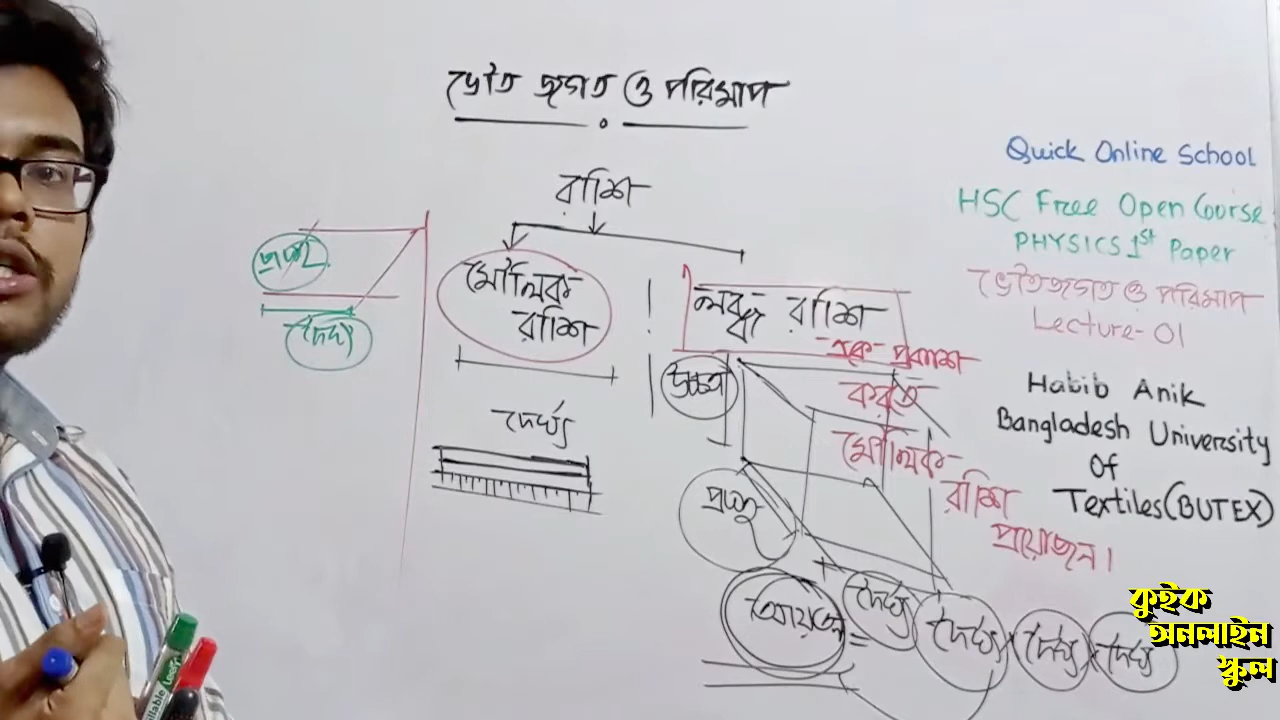 ভৌত জগত ও পরিমাপ
রাশি
মৌলিক
রাশি
লব্ধ রাশি
একে প্রকাশ
করতে
মৌলিক
রাশি
প্রয়োজন।
দৈর্ঘ্য
উচ্চতা
প্রস্থ
আয়তন = দৈর্ঘ্য
দৈর্ঘ্য × দৈর্ঘ্য × দৈর্ঘ্য
দৈর্ঘ্য
Quick Online School
HSC Free Open Course
PHYSICS 1st Paper
ভৌতজগত ও পরিমাপ
Lecture-01
Habib Anik
Bangladesh University
Of
Textiles(BUTEX)
কুইক
অনলাইন
স্কুল